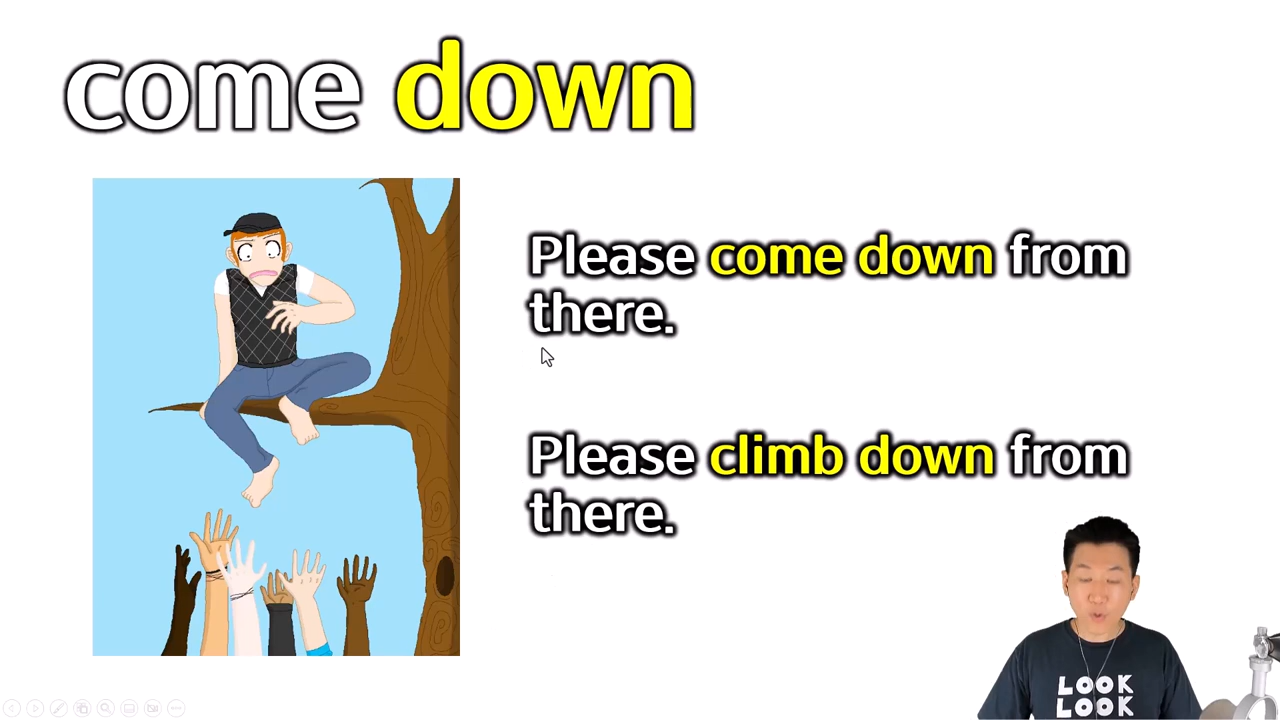 come down
Please come down from
there.
Please climb down from
there.
LOOK
LOOK